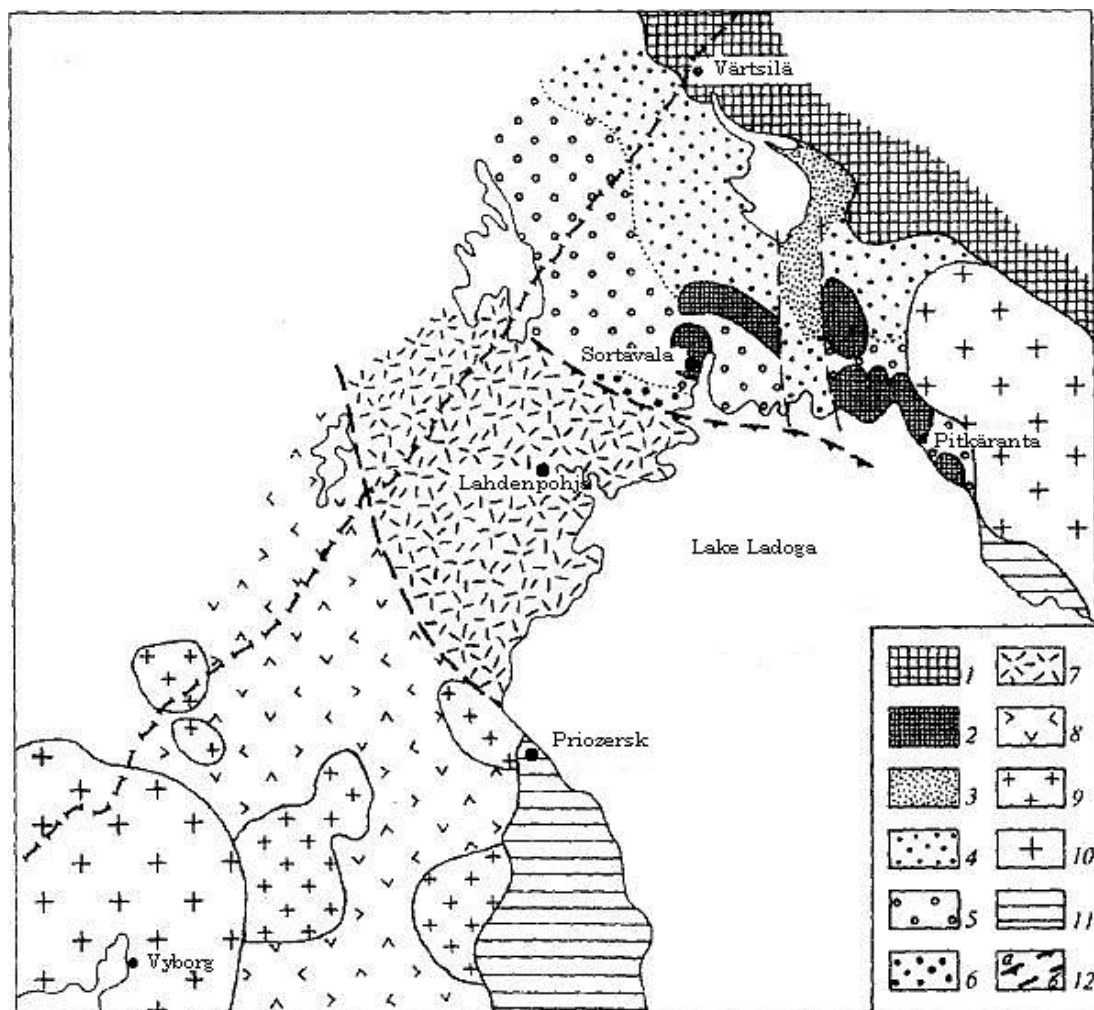 Värtsilä
Sortavala
Pitkäranta
Lahdenpohja
Lake Ladoga
Priozersk
Vyborg
1 7
2 8
3 9
4 10
5 11
6 a б 12